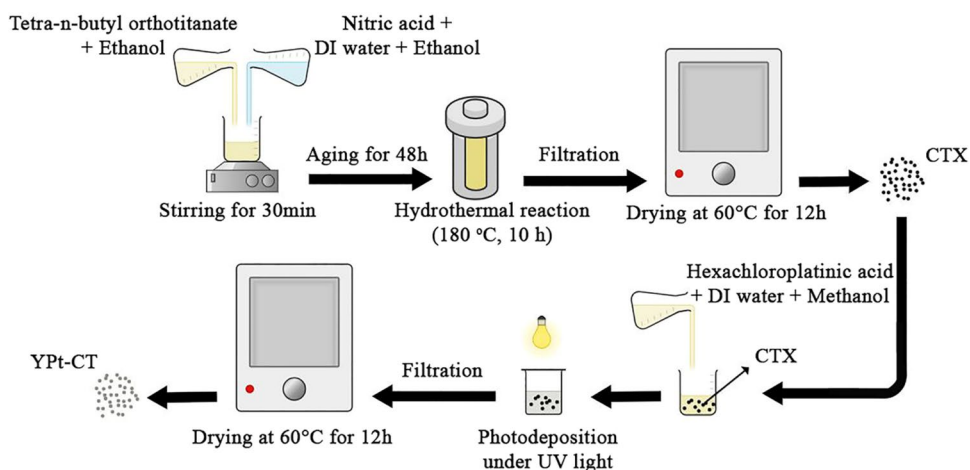 Tetra-n-butyl orthotitanate
+ Ethanol
Nitric acid +
DI water + Ethanol
Stirring for 30min
Aging for 48h
Hydrothermal reaction
(180 °C, 10 h)
Filtration
Drying at 60°C for 12h
CTX
Hexachloroplatinic acid
+ DI water + Methanol
CTX
Photodeposition
under UV light
Filtration
Drying at 60°C for 12h
YPt-CT